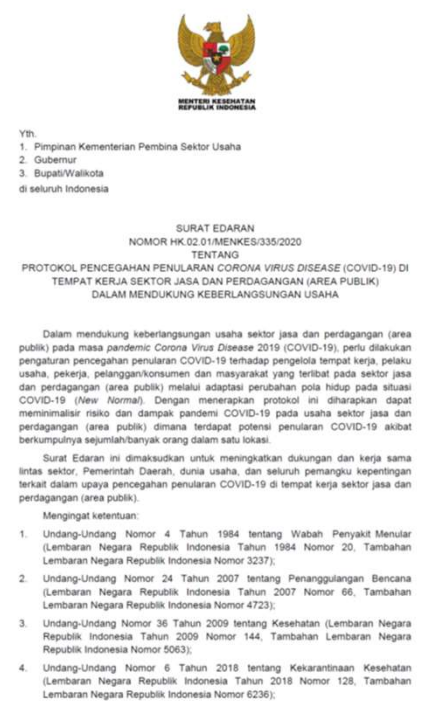 MENTERI KESEHATAN
REPUBLIK INDONESIA
Yth.
1. Pimpinan Kementerian Pembina Sektor Usaha
2. Gubernur
3. Bupati/Walikota
di seluruh Indonesia
SURAT EDARAN
NOMOR HK.02.01/MENKES/335/2020
TENTANG
PROTOKOL PENCEGAHAN PENULARAN CORONA VIRUS DISEASE (COVID-19) DI
TEMPAT KERJA SEKTOR JASA DAN PERDAGANGAN (AREA PUBLIK)
DALAM MENDUKUNG KEBERLANGSUNGAN USAHA
Dalam mendukung keberlangsungan usaha sektor jasa dan perdagangan (area
publik) pada masa pandemic Corona Virus Disease 2019 (COVID-19), perlu dilakukan
pengaturan pencegahan penularan COVID-19 terhadap pengelola tempat kerja, pelaku
usaha, pekerja, pelanggan/konsumen dan masyarakat yang terlibat pada sektor jasa
dan perdagangan (area publik) melalui adaptasi perubahan pola hidup pada situasi
COVID-19 (New Normal). Dengan menerapkan protokol ini diharapkan dapat
meminimalisir risiko dan dampak pandemi COVID-19 pada usaha sektor jasa dan
perdagangan (area publik) dimana terdapat potensi penularan COVID-19 akibat
berkumpulnya sejumlah/banyak orang dalam satu lokasi.
Surat Edaran ini dimaksudkan untuk meningkatkan dukungan dan kerja sama
lintas sektor, Pemerintah Daerah, dunia usaha, dan seluruh pemangku kepentingan
terkait dalam upaya pencegahan penularan COVID-19 di tempat kerja sektor jasa dan
perdagangan (area publik).
Mengingat ketentuan:
1. Undang-Undang Nomor 4 Tahun 1984 tentang Wabah Penyakit Menular
(Lembaran Negara Republik Indonesia Tahun 1984 Nomor 20, Tambahan
Lembaran Negara Republik Indonesia Nomor 3237);
2. Undang-Undang Nomor 24 Tahun 2007 tentang Penanggulangan Bencana
(Lembaran Negara Republik Indonesia Tahun 2007 Nomor 66, Tambahan
Lembaran Negara Republik Indonesia Nomor 4723);
3. Undang-Undang Nomor 36 Tahun 2009 tentang Kesehatan (Lembaran Negara
Republik Indonesia Tahun 2009 Nomor 144, Tambahan Lembaran Negara
Republik Indonesia Nomor 5063);
4. Undang-Undang Nomor 6 Tahun 2018 tentang Kekarantinaan Kesehatan
(Lembaran Negara Republik Indonesia Tahun 2018 Nomor 128, Tambahan
Lembaran Negara Republik Indonesia Nomor 6236);